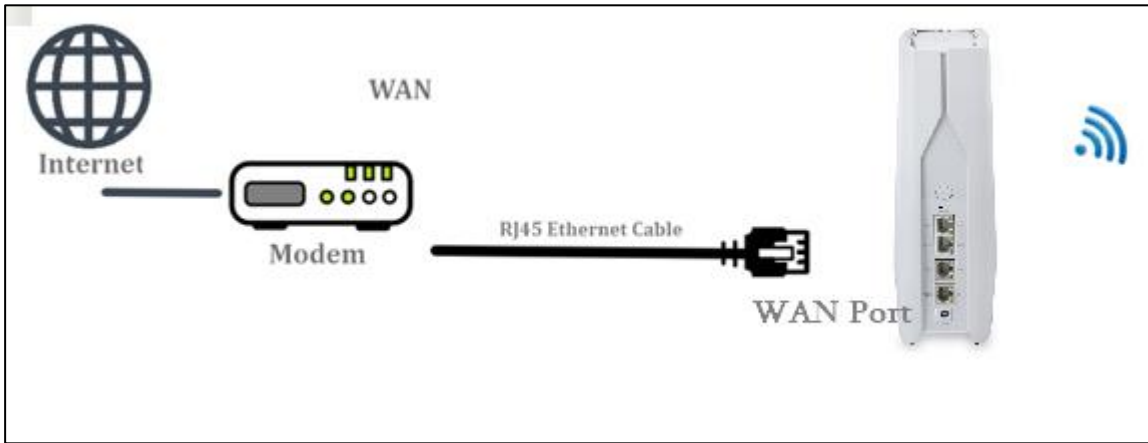 WAN
Internet
RJ45 Ethernet Cable
Modem
WAN Port